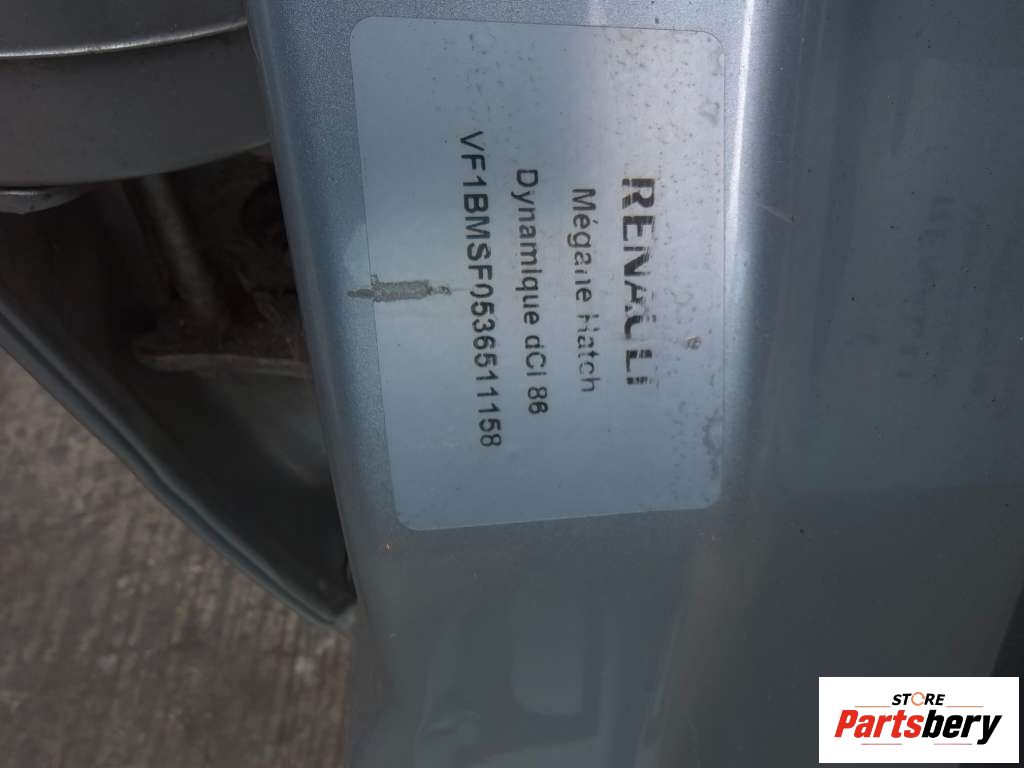 RENAULT
Mégane Hatch
Dynamique dCi 86
VF1BMSF0536511158
STORE
Partsbery